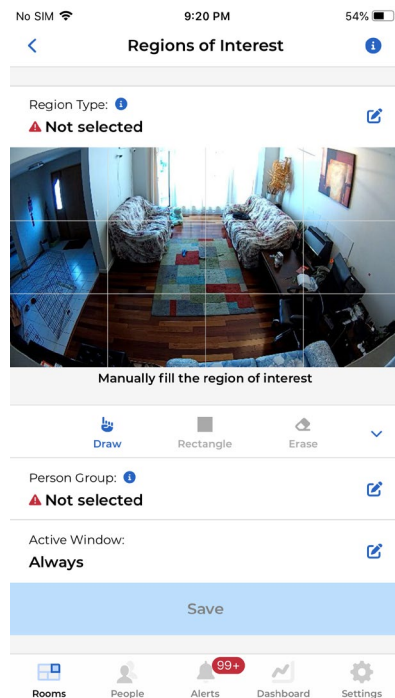 No SIM 9:20 PM 54%
Regions of Interest
Region Type:
Not selected
Manually fill the region of interest
Draw Rectangle Erase
Person Group:
Not selected
Active Window:
Always
Save
99+
Rooms People Alerts Dashboard Settings